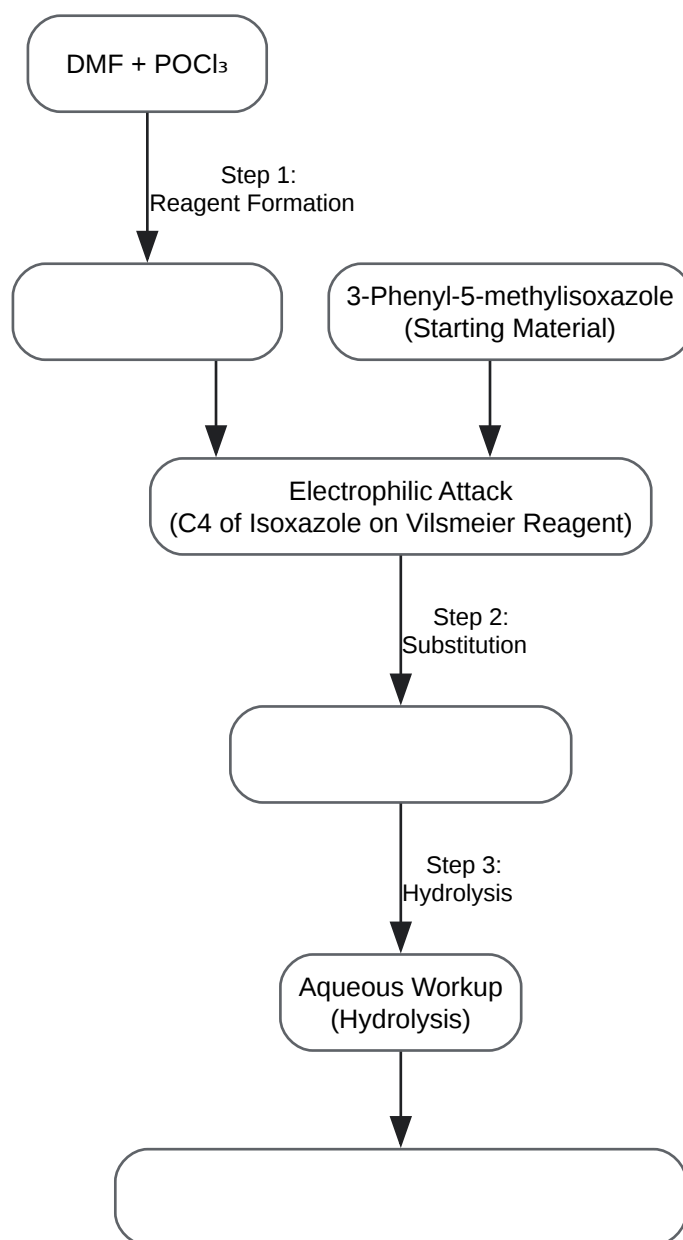 DMF + POCl₃
Step 1:
Reagent Formation
3-Phenyl-5-methylisoxazole
(Starting Material)
Electrophilic Attack
(C4 of Isoxazole on Vilsmeier Reagent)
Step 2:
Substitution
Step 3:
Hydrolysis
Aqueous Workup
(Hydrolysis)